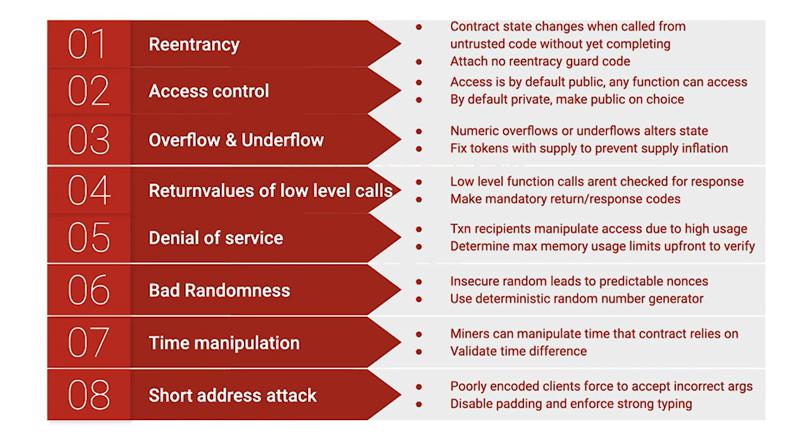 01
Reentrancy
• Contract state changes when called from
untrusted code without yet completing
• Attach no reentracy guard code
02
Access control
• Access is by default public, any function can access
• By default private, make public on choice
03
Overflow & Underflow
• Numeric overflows or underflows alters state
• Fix tokens with supply to prevent supply inflation
04
Returnvalues of low level calls
• Low level function calls arent checked for response
• Make mandatory return/response codes
05
Denial of service
• Txn recipients manipulate access due to high usage
• Determine max memory usage limits upfront to verify
06
Bad Randomness
• Insecure random leads to predictable nonces
• Use deterministic random number generator
07
Time manipulation
• Miners can manipulate time that contract relies on
• Validate time difference
08
Short address attack
• Poorly encoded clients force to accept incorrect args
• Disable padding and enforce strong typing